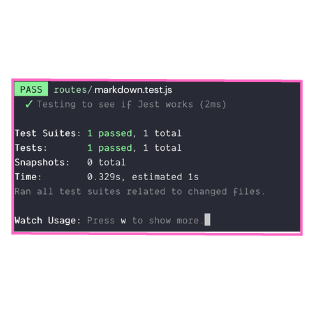 PASS routes/markdown.test.js
✓ Testing to see if Jest works (2ms)
Test Suites: 1 passed, 1 total
Tests: 1 passed, 1 total
Snapshots: 0 total
Time: 0.329s, estimated 1s
Ran all test suites related to changed files.
Watch Usage: Press w to show more.